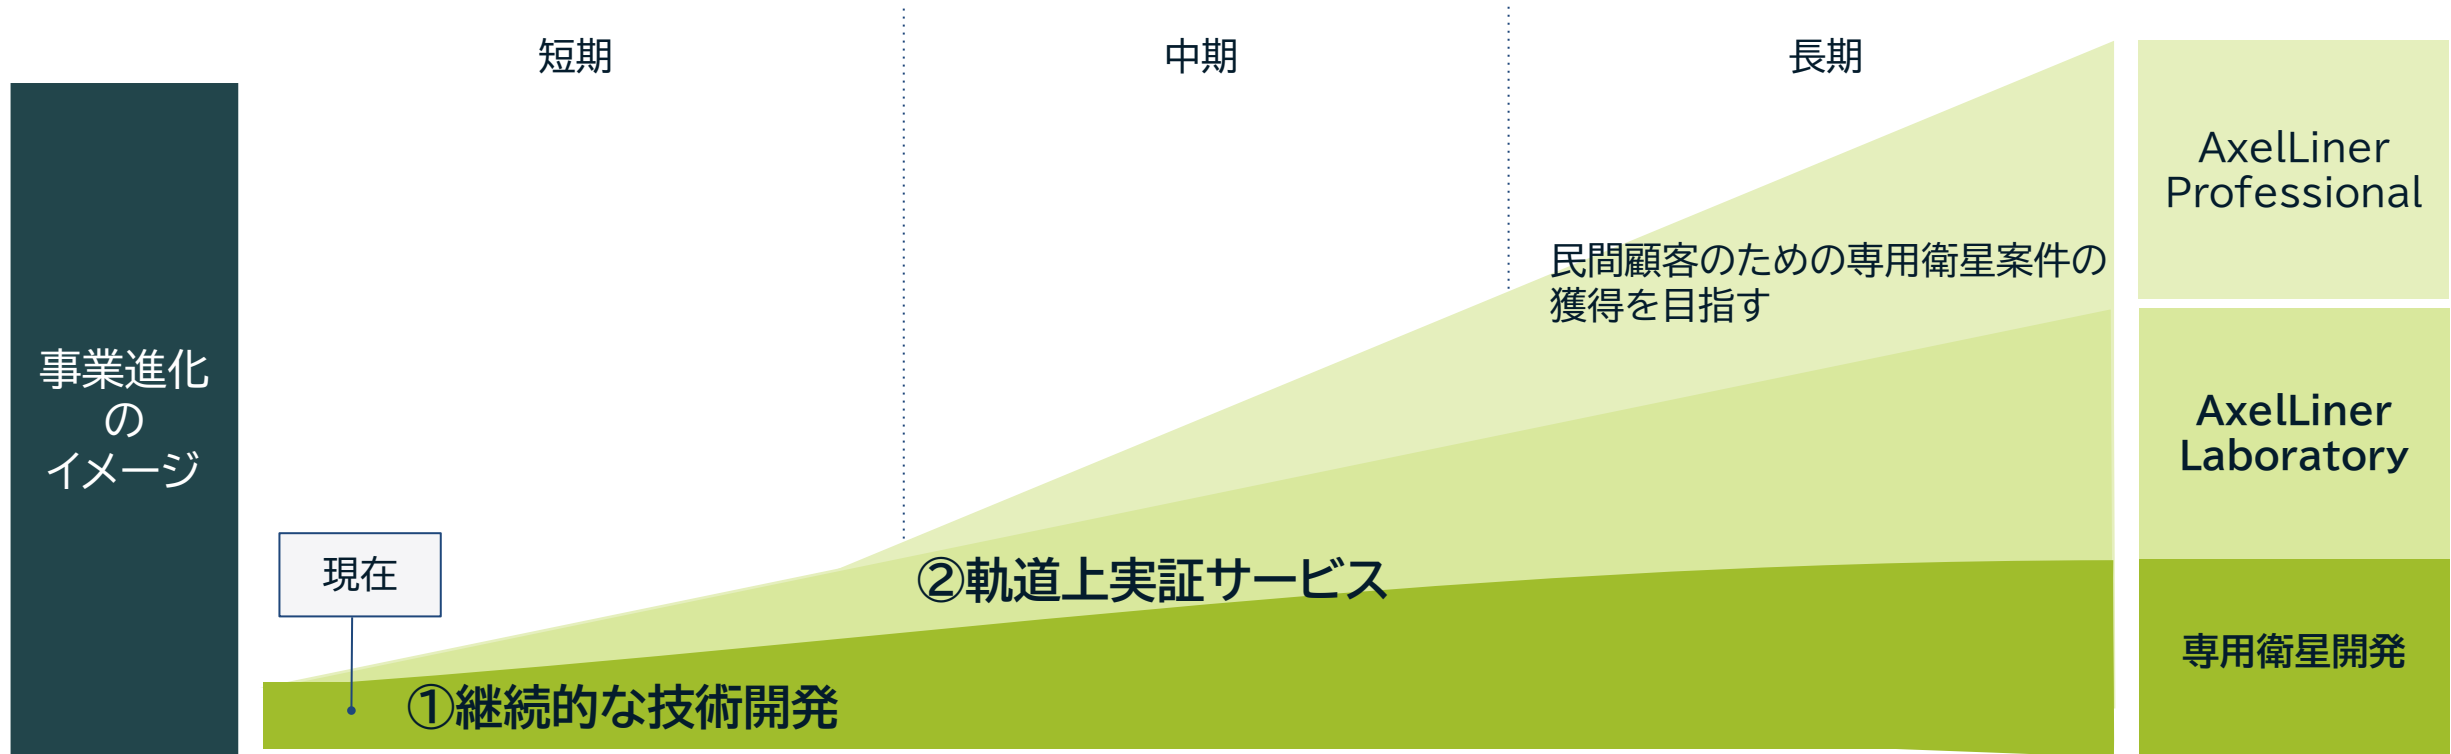 短期
中期
長期
事業進化
の
イメージ
現在
①継続的な技術開発
②軌道上実証サービス
民間顧客のための専用衛星案件の
獲得を目指す
AxelLiner
Professional
AxelLiner
Laboratory
専用衛星開発